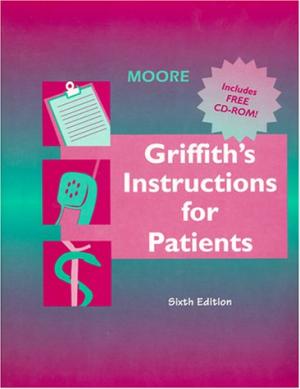 MOORE
Includes
FREE
CD-ROM!
Griffith's
Instructions
for
Patients
Sixth Edition